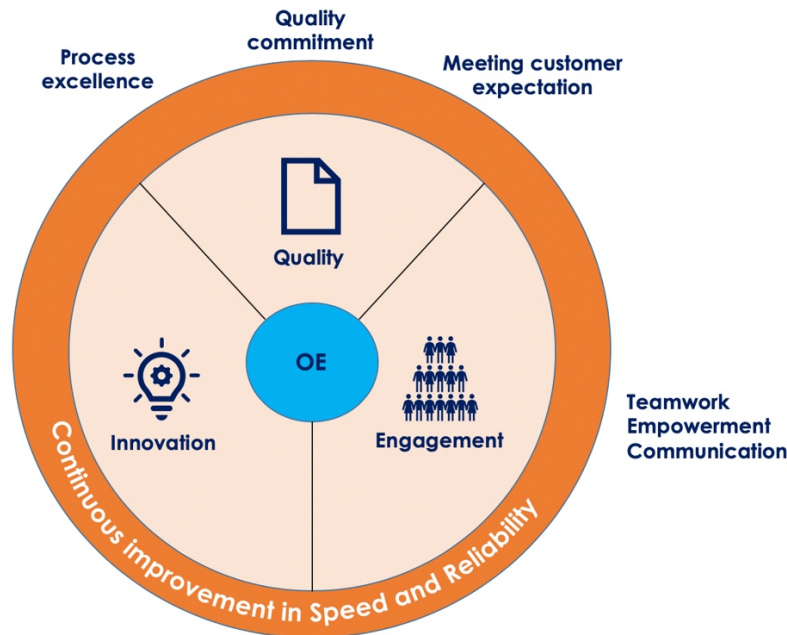 Quality
commitment
Process
excellence
Meeting customer
expectation
Quality
OE
Innovation
Engagement
Teamwork
Empowerment
Communication
Continuous improvement in Speed and Reliability